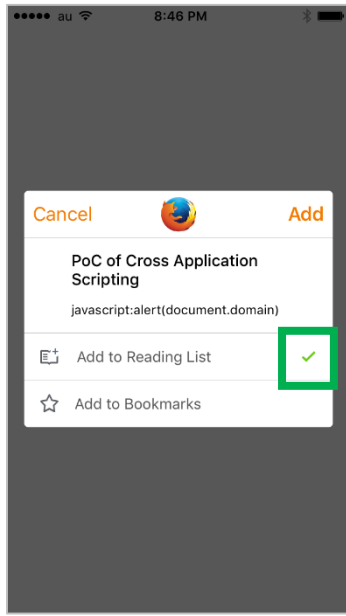 au 8:46 PM
Cancel Add
PoC of Cross Application
Scripting
javascript:alert(document.domain)
Add to Reading List
Add to Bookmarks